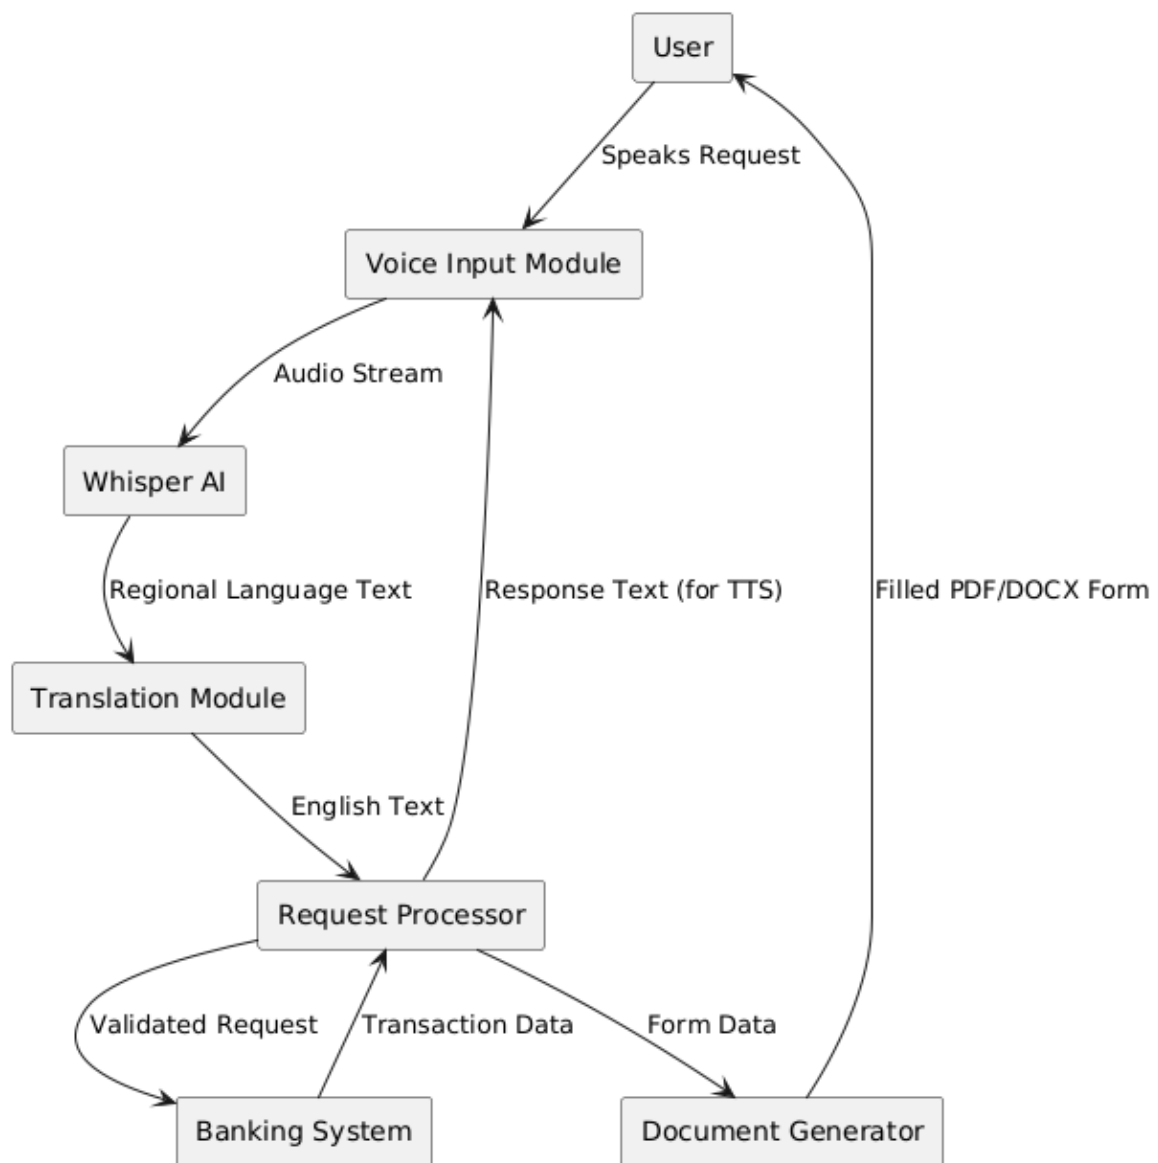 User
Speaks Request
Voice Input Module
Audio Stream
Whisper AI
Regional Language Text
Response Text (for TTS)
Filled PDF/DOCX Form
Translation Module
English Text
Request Processor
Validated Request
Transaction Data
Form Data
Banking System
Document Generator